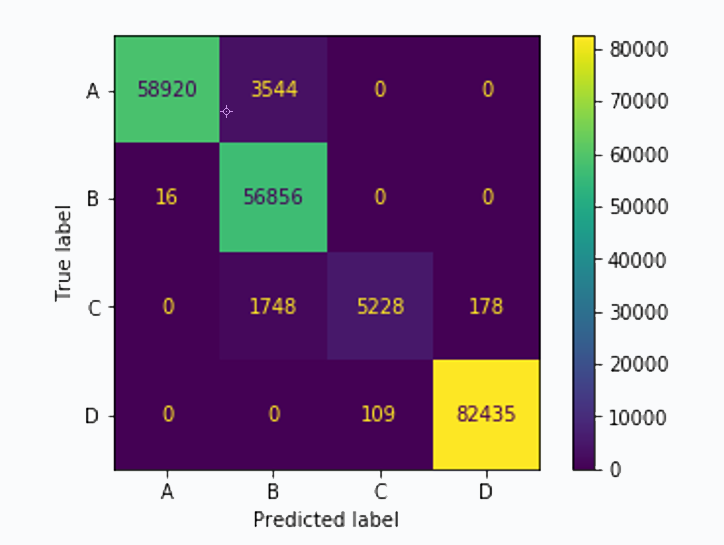 80000
A 58920 3544 0 0
70000
60000
B 16 56856 0 0
50000
True label
40000
C 0 1748 5228 178
30000
20000
D 0 0 109 82435
10000
0
A B C D
Predicted label